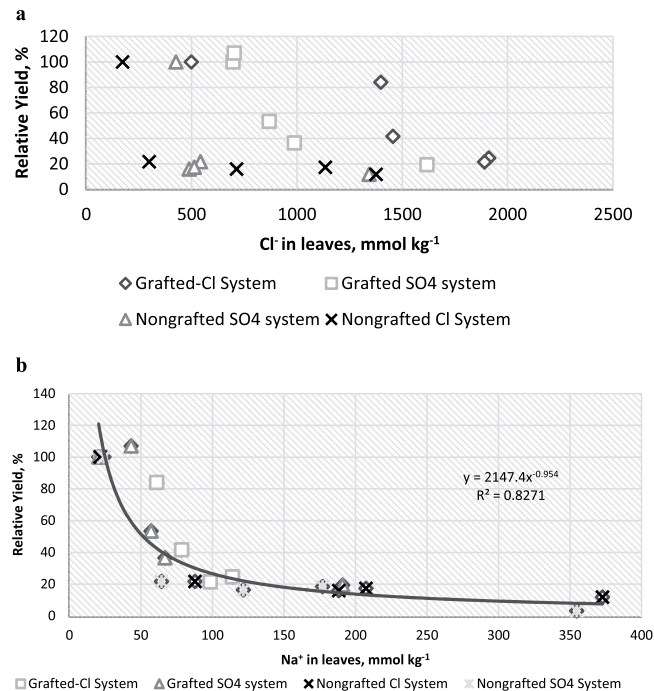 a
Relative Yield, %
120
100
80
60
40
20
0
0 500 1000 1500 2000 2500
Cl- in leaves, mmol kg-1
Grafted-Cl System Grafted SO4 system
Nongrafted SO4 system Nongrafted Cl System
b
Relative Yield, %
140
120
100
80
60
40
20
0
y = 2147.4x-0.954
R² = 0.8271
0 50 100 150 200 250 300 350 400
Na+ in leaves, mmol kg-1
Grafted-Cl System Grafted SO4 system Nongrafted Cl System Nongrafted SO4 System